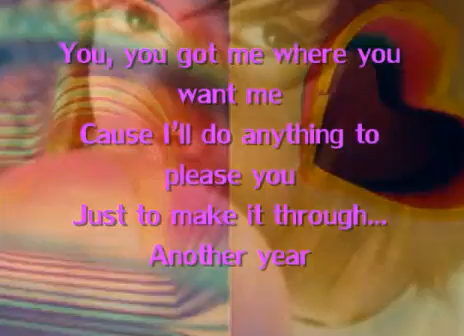 You, you got me where you
want me
Cause I'll do anything to
please you
Just to make it through...
Another year